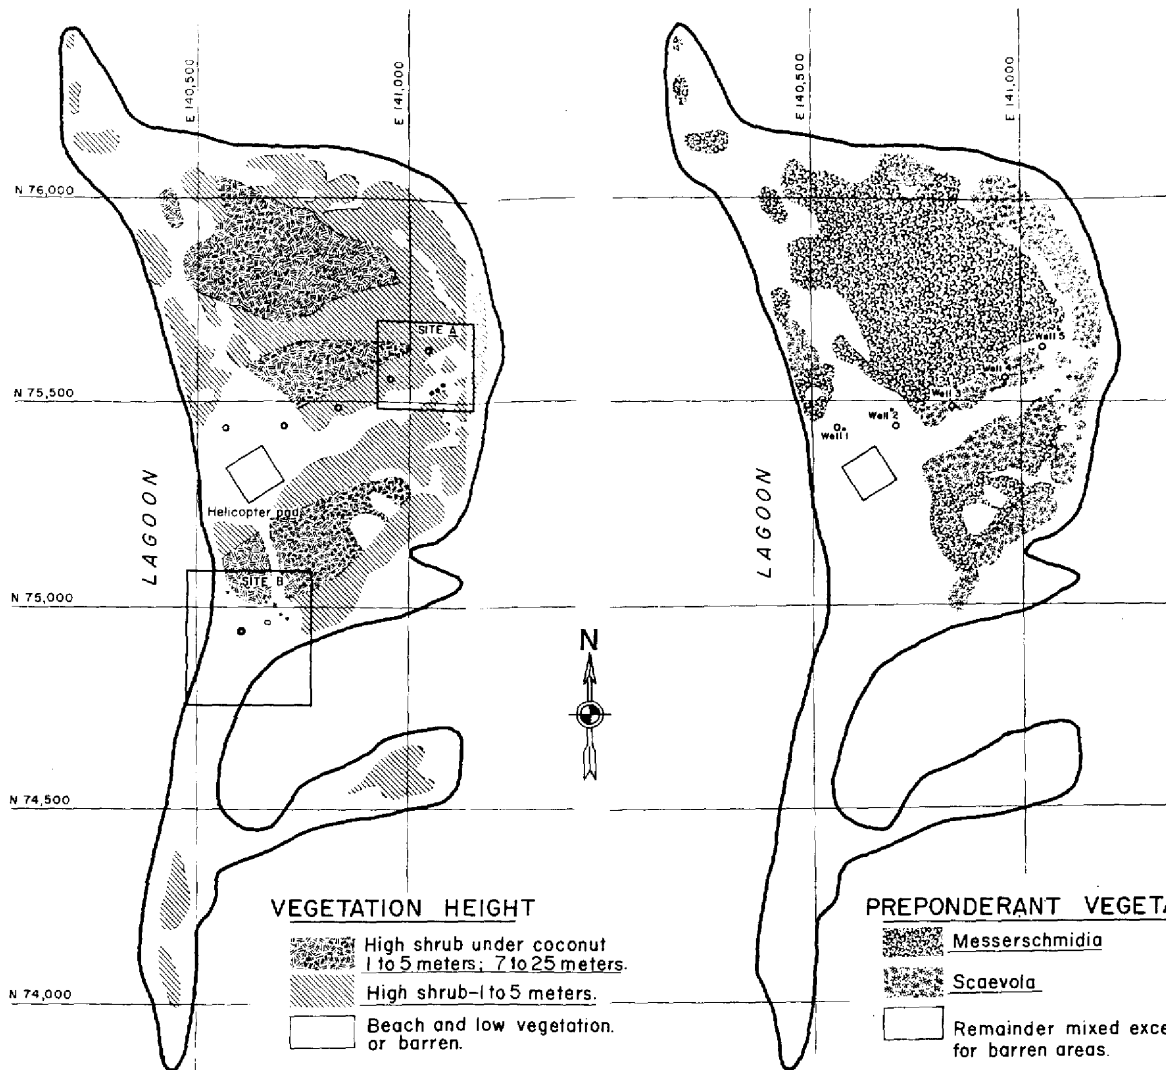 E 140,500
E 141,000
N 76,000
SITE A
N 75,500
LAGOON
Helicopter pad
SITE B
N 75,000
N 74,500
N 74,000
VEGETATION HEIGHT
High shrub under coconut
1 to 5 meters; 7 to 25 meters.
High shrub-1 to 5 meters.
Beach and low vegetation.
or barren.
N
E 140,500
E 141,000
Well 5
Well
Well 3
Well 2
Well 1
LAGOON
PREPONDERANT VEGETA
Messerschmidia
Scaevola
Remainder mixed exce
for barren areas.